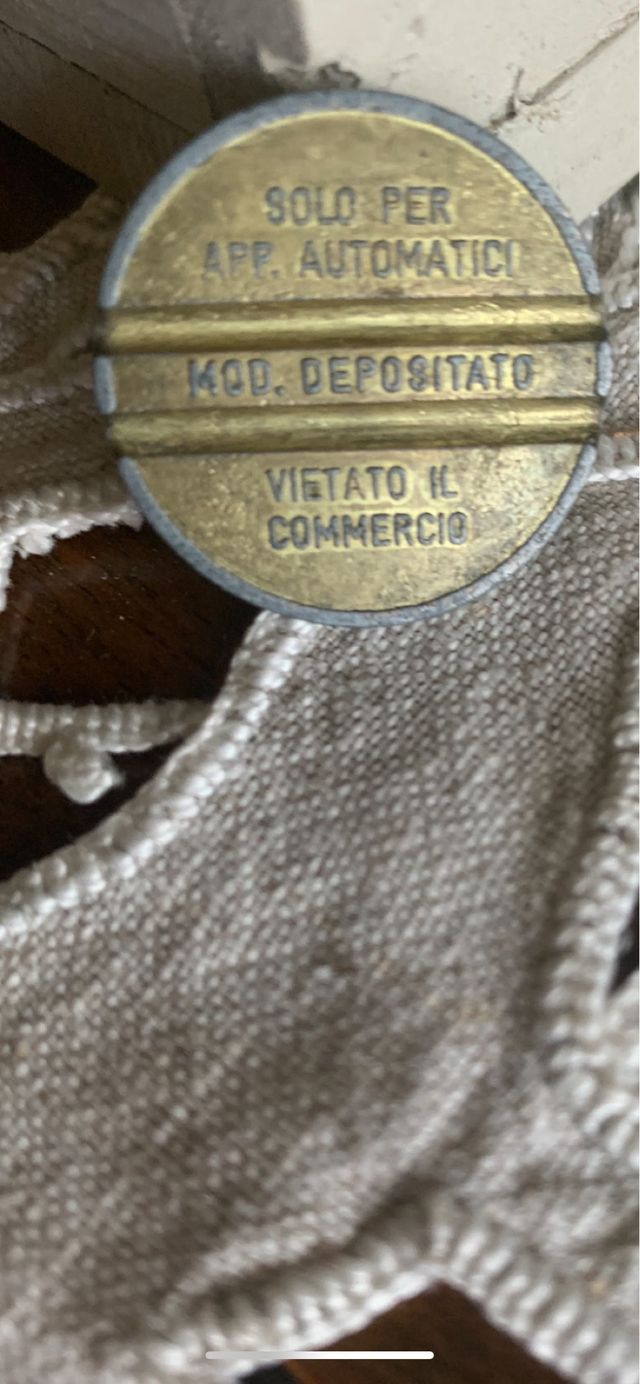 SOLO PER
APP. AUTOMATICI
MOD. DEPOSITATO
VIETATO IL
COMMERCIO